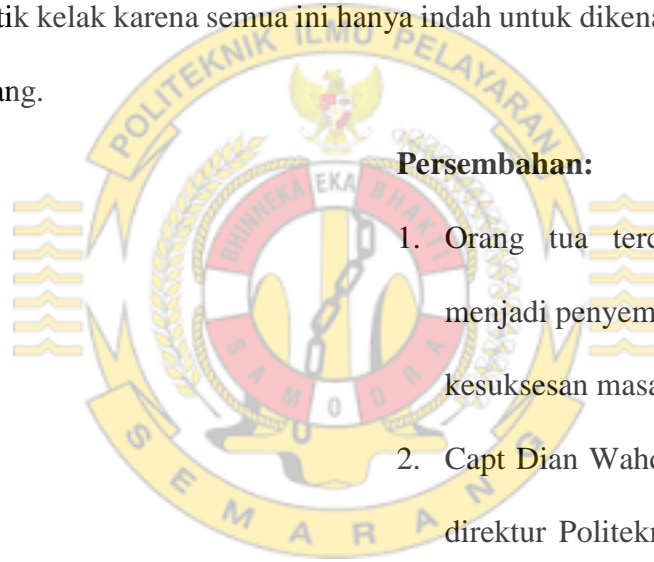 tik kelak karena semua ini hanya indah untuk dikena
ang.
POLITEKNIK ILMU PELAYARAN
BHINNEKA EKA BHAKTI
SAMODRA
SEMARANG
Persembahan:
1. Orang tua terc
menjadi penyem
kesuksesan masa
2. Capt Dian Wahd
direktur Politekn